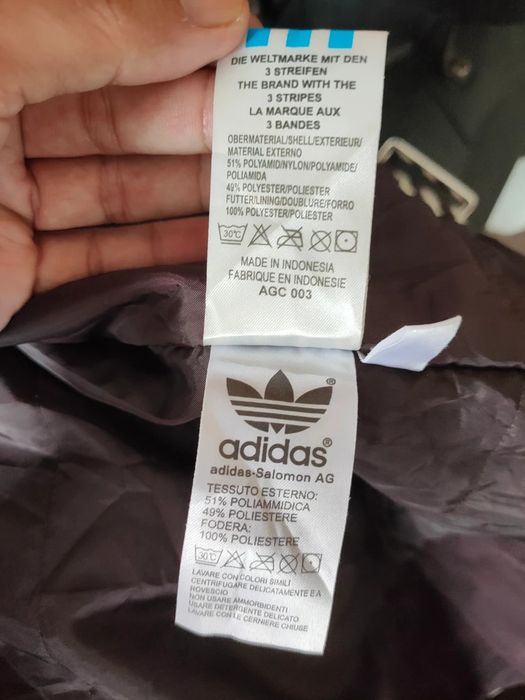 DIE WELTMARKE MIT DEN
3 STREIFEN
THE BRAND WITH THE
3 STRIPES
LA MARQUE AUX
3 BANDES
OBERMATERIAL/SHELL/EXTERIEUR/
MATERIAL EXTERNO
51% POLYAMID/NYLON/POLYAMIDE/
POLIAMIDA
49% POLYESTER/POLIESTER
FUTTER/LINING/DOUBLURE/FORRO
100% POLYESTER/POLIESTER
30°C
MADE IN INDONESIA
FABRIQUE EN INDONESIE
AGC 003
®
adidas®
adidas-Salomon AG
TESSUTO ESTERNO:
51% POLIAMMIDICA
49% POLIESTERE
FODERA:
100% POLIESTERE
30°C
LAVARE CON COLORI SIMILI
CENTRIFUGARE DELICATAMENTE E A
ROVESCIO
NON USARE AMMORBIDENTI
USARE DETERGENTE DELICATO
LAVARE CON LE CERNIERE CHIUSE